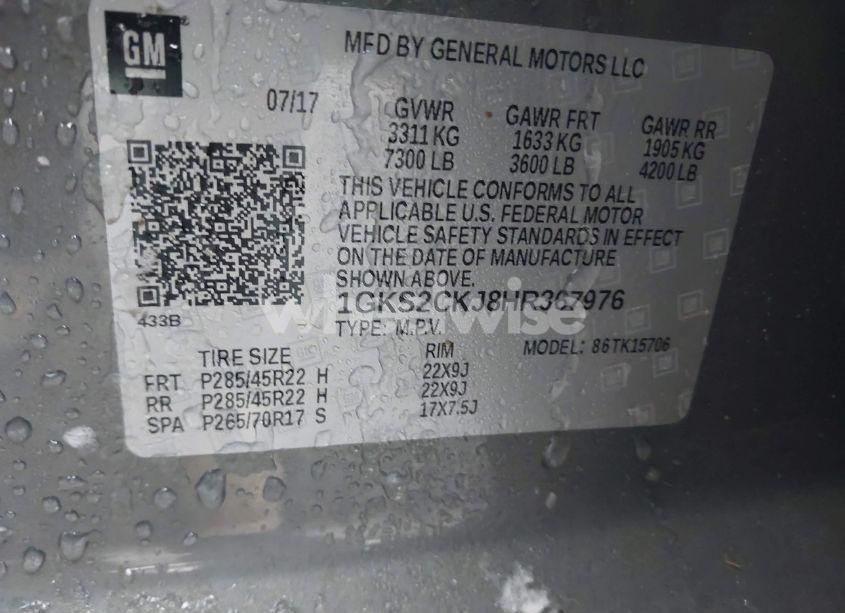 GM
MFD BY GENERAL MOTORS LLC
07/17
GVWR GAWR FRT GAWR RR
3311 KG 1633 KG 1905 KG
7300 LB 3600 LB 4200 LB
THIS VEHICLE CONFORMS TO ALL
APPLICABLE U.S. FEDERAL MOTOR
VEHICLE SAFETY STANDARDS IN EFFECT
ON THE DATE OF MANUFACTURE
SHOWN ABOVE.
1GKS2CKJ8HR367976
433B
TYPE: M.P.V. MODEL: 86TK15706
TIRE SIZE RIM
FRT P285/45R22 H 22X9J
RR P285/45R22 H 22X9J
SPA P265/70R17 S 17X7.5J